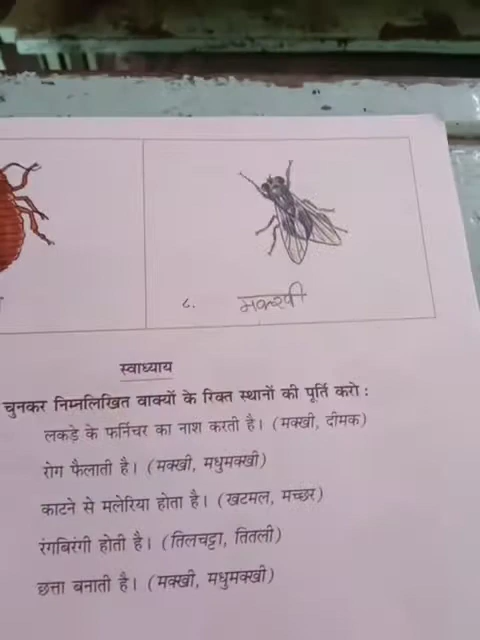 ८. मक्खी
स्वाध्याय
चुनकर निम्नलिखित वाक्यों के रिक्त स्थानों की पूर्ति करो :
लकड़े के फर्निचर का नाश करती है। (मक्खी, दीमक)
रोग फैलाती है। (मक्खी, मधुमक्खी)
काटने से मलेरिया होता है। (खटमल, मच्छर)
रंगबिरंगी होती है। (तिलचट्टा, तितली)
छत्ता बनाती है। (मक्खी, मधुमक्खी)